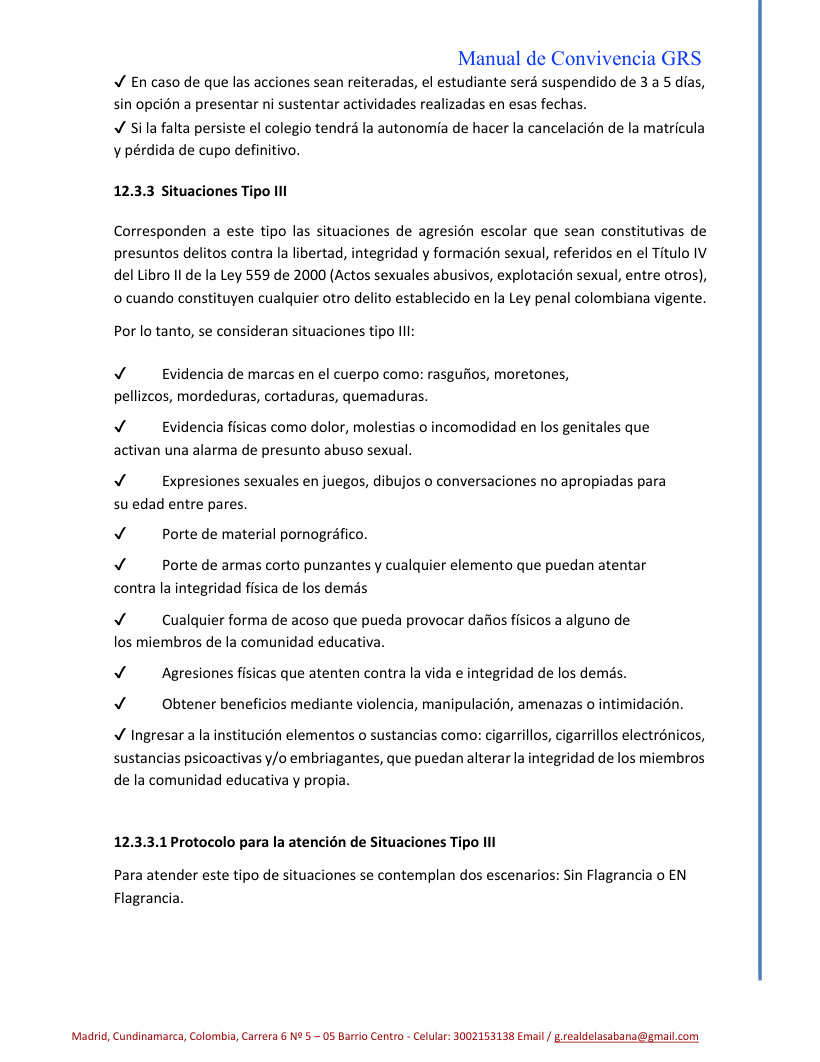 Manual de Convivencia GRS
✓ En caso de que las acciones sean reiteradas, el estudiante será suspendido de 3 a 5 días,
sin opción a presentar ni sustentar actividades realizadas en esas fechas.
✓ Si la falta persiste el colegio tendrá la autonomía de hacer la cancelación de la matrícula
y pérdida de cupo definitivo.
12.3.3 Situaciones Tipo III
Corresponden a este tipo las situaciones de agresión escolar que sean constitutivas de
presuntos delitos contra la libertad, integridad y formación sexual, referidos en el Título IV
del Libro II de la Ley 559 de 2000 (Actos sexuales abusivos, explotación sexual, entre otros),
o cuando constituyen cualquier otro delito establecido en la Ley penal colombiana vigente.
Por lo tanto, se consideran situaciones tipo III:
✓ Evidencia de marcas en el cuerpo como: rasguños, moretones,
pellizcos, mordeduras, cortaduras, quemaduras.
✓ Evidencia físicas como dolor, molestias o incomodidad en los genitales que
activan una alarma de presunto abuso sexual.
✓ Expresiones sexuales en juegos, dibujos o conversaciones no apropiadas para
su edad entre pares.
✓ Porte de material pornográfico.
✓ Porte de armas corto punzantes y cualquier elemento que puedan atentar
contra la integridad física de los demás
✓ Cualquier forma de acoso que pueda provocar daños físicos a alguno de
los miembros de la comunidad educativa.
✓ Agresiones físicas que atenten contra la vida e integridad de los demás.
✓ Obtener beneficios mediante violencia, manipulación, amenazas o intimidación.
✓ Ingresar a la institución elementos o sustancias como: cigarrillos, cigarrillos electrónicos,
sustancias psicoactivas y/o embriagantes, que puedan alterar la integridad de los miembros
de la comunidad educativa y propia.
12.3.3.1 Protocolo para la atención de Situaciones Tipo III
Para atender este tipo de situaciones se contemplan dos escenarios: Sin Flagrancia o EN
Flagrancia.
Madrid, Cundinamarca, Colombia, Carrera 6 Nº 5 – 05 Barrio Centro - Celular: 3002153138 Email / g.realdelasabana@gmail.com